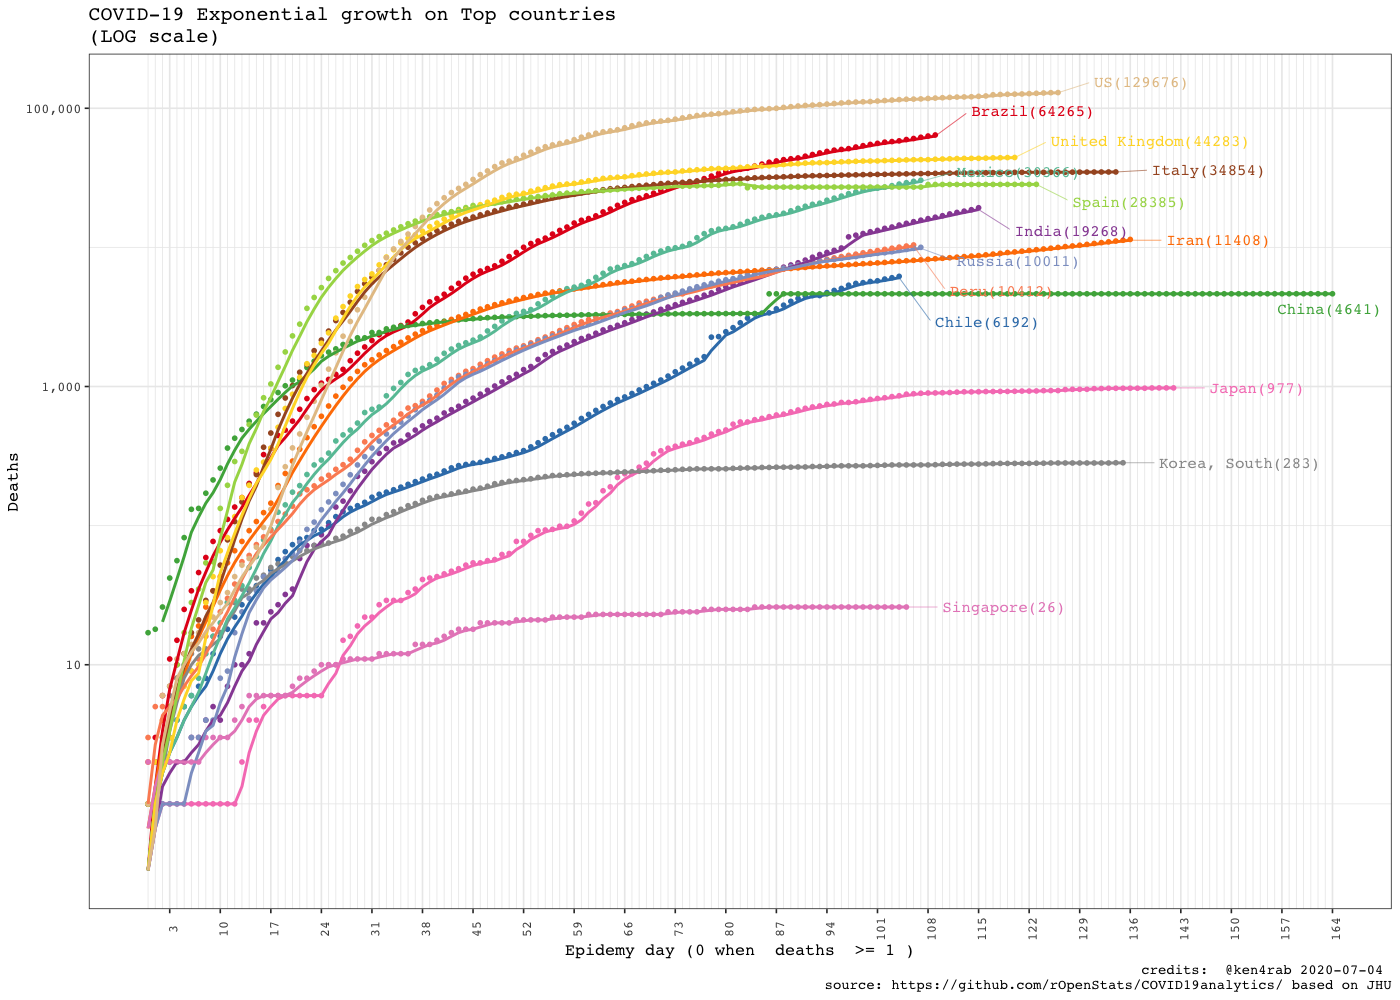 COVID-19 Exponential growth on Top countries
(LOG scale)
US(129676)
100,000
Brazil(64265)
United Kingdom(44283)
Italy(34854)
Spain(28385)
India(19268)
Iran(11408)
Russia(10011)
Peru(10412)
China(4641)
Chile(6192)
1,000
Japan(977)
Korea, South(283)
Deaths
Singapore(26)
10
3 10 17 24 31 38 45 52 59 66 73 80 87 94 101 108 115 122 129 136 143 150 157 164
Epidemy day (0 when  deaths  >= 1 )
credits:  @ken4rab 2020-07-04
source: https://github.com/rOpenStats/COVID19analytics/ based on JHU